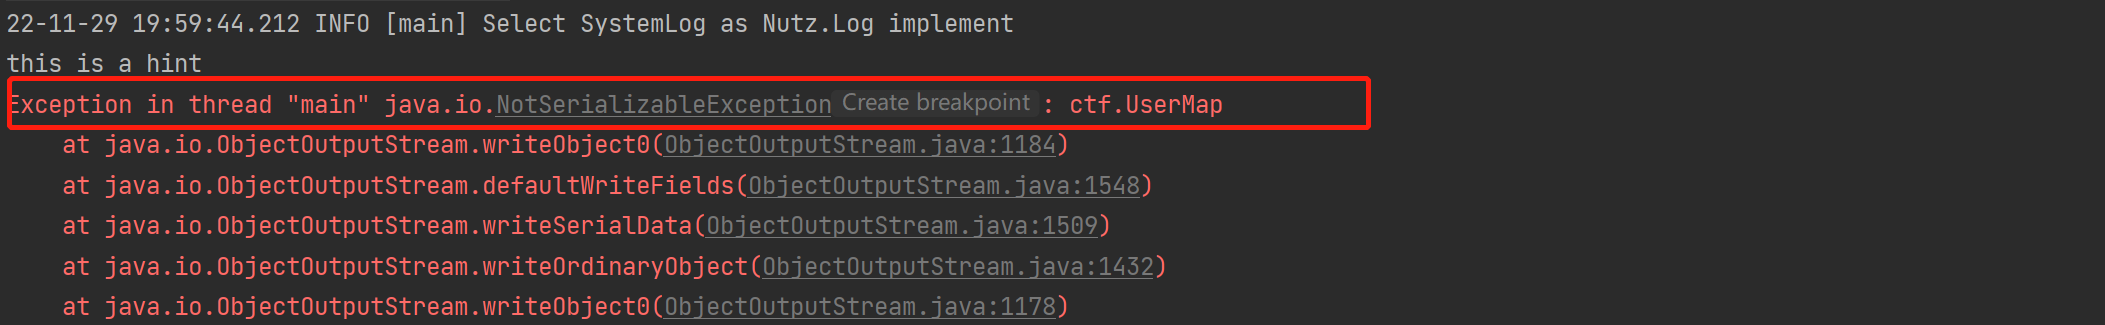 22-11-29 19:59:44.212 INFO [main] Select SystemLog as Nutz.Log implement
this is a hint
Exception in thread "main" java.io.NotSerializableException Create breakpoint : ctf.UserMap
at java.io.ObjectOutputStream.writeObject0(ObjectOutputStream.java:1184)
at java.io.ObjectOutputStream.defaultWriteFields(ObjectOutputStream.java:1548)
at java.io.ObjectOutputStream.writeSerialData(ObjectOutputStream.java:1509)
at java.io.ObjectOutputStream.writeOrdinaryObject(ObjectOutputStream.java:1432)
at java.io.ObjectOutputStream.writeObject0(ObjectOutputStream.java:1178)